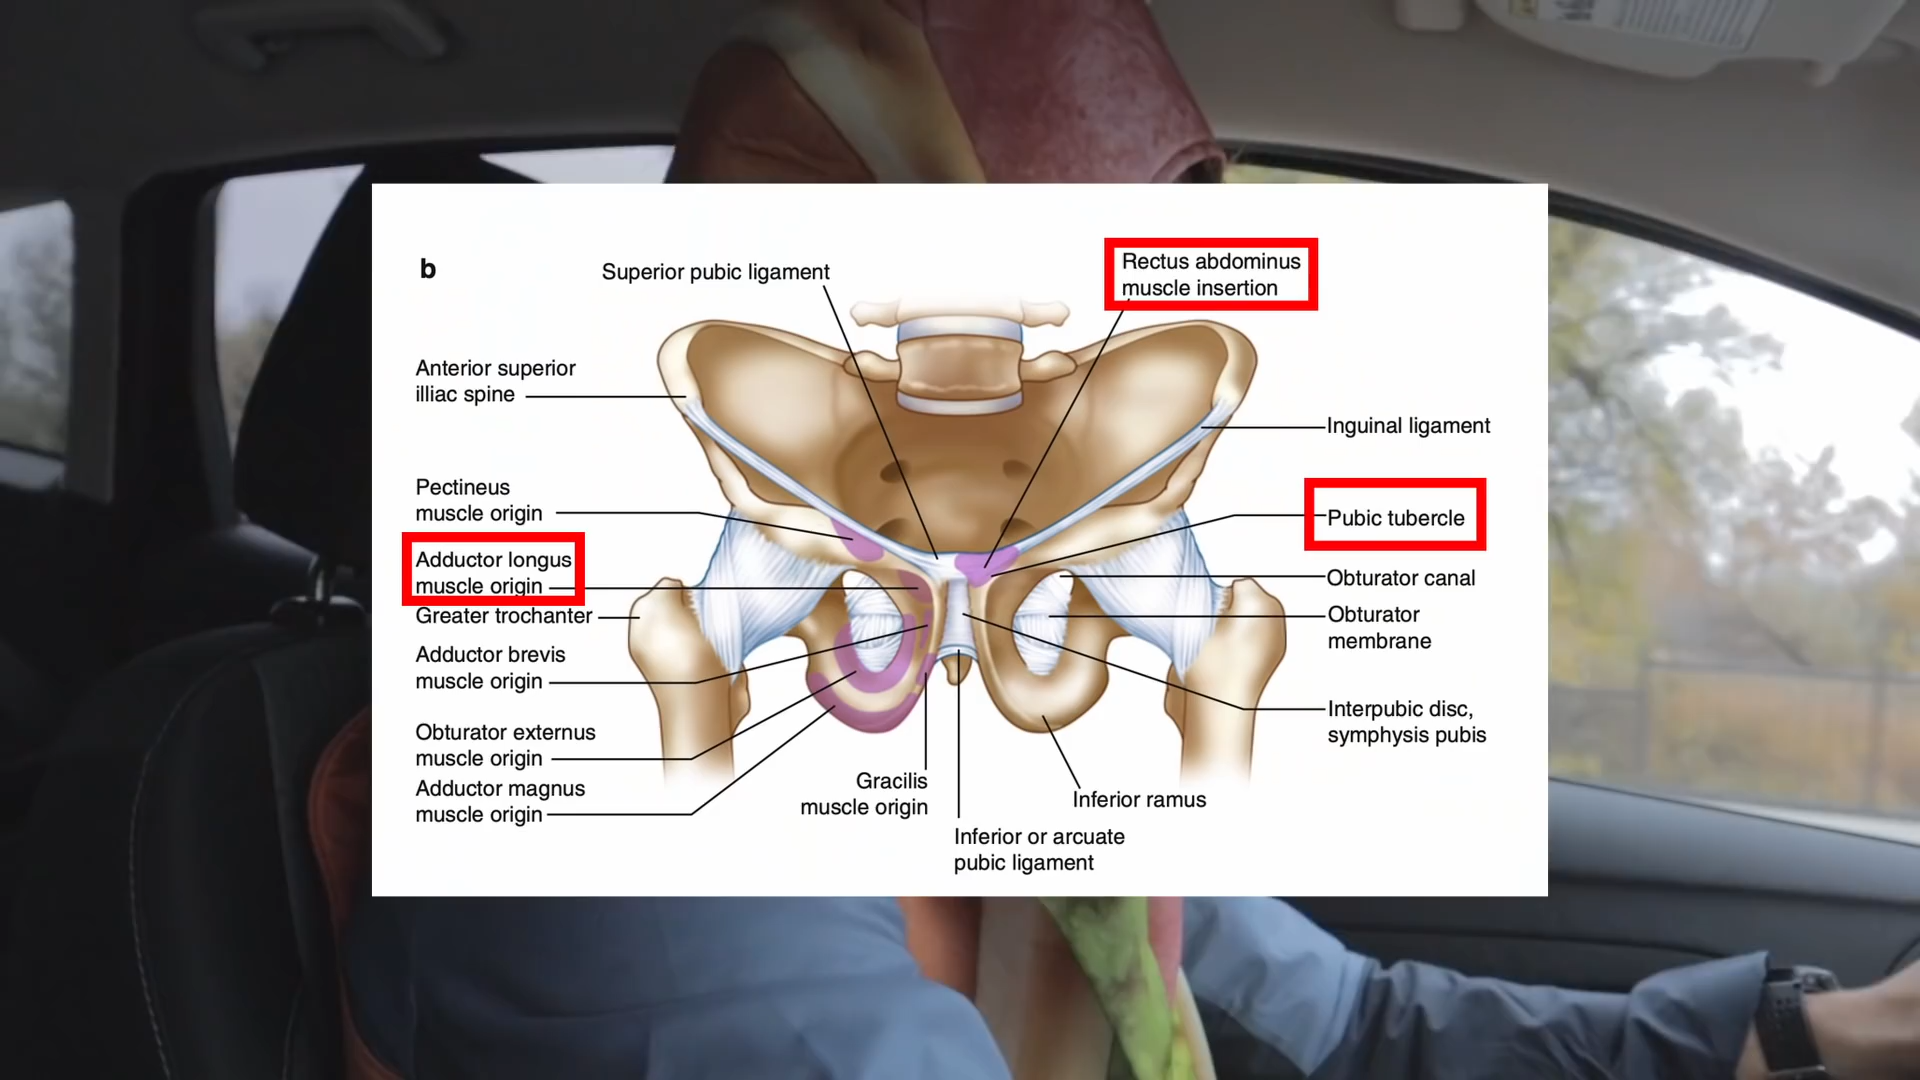 b
Superior pubic ligament
Rectus abdominus
muscle insertion
Anterior superior
illiac spine
Inguinal ligament
Pectineus
muscle origin
Pubic tubercle
Adductor longus
muscle origin
Obturator canal
Greater trochanter
Obturator
membrane
Adductor brevis
muscle origin
Interpubic disc,
symphysis pubis
Obturator externus
muscle origin
Gracilis
muscle origin
Adductor magnus
muscle origin
Inferior ramus
Inferior or arcuate
pubic ligament